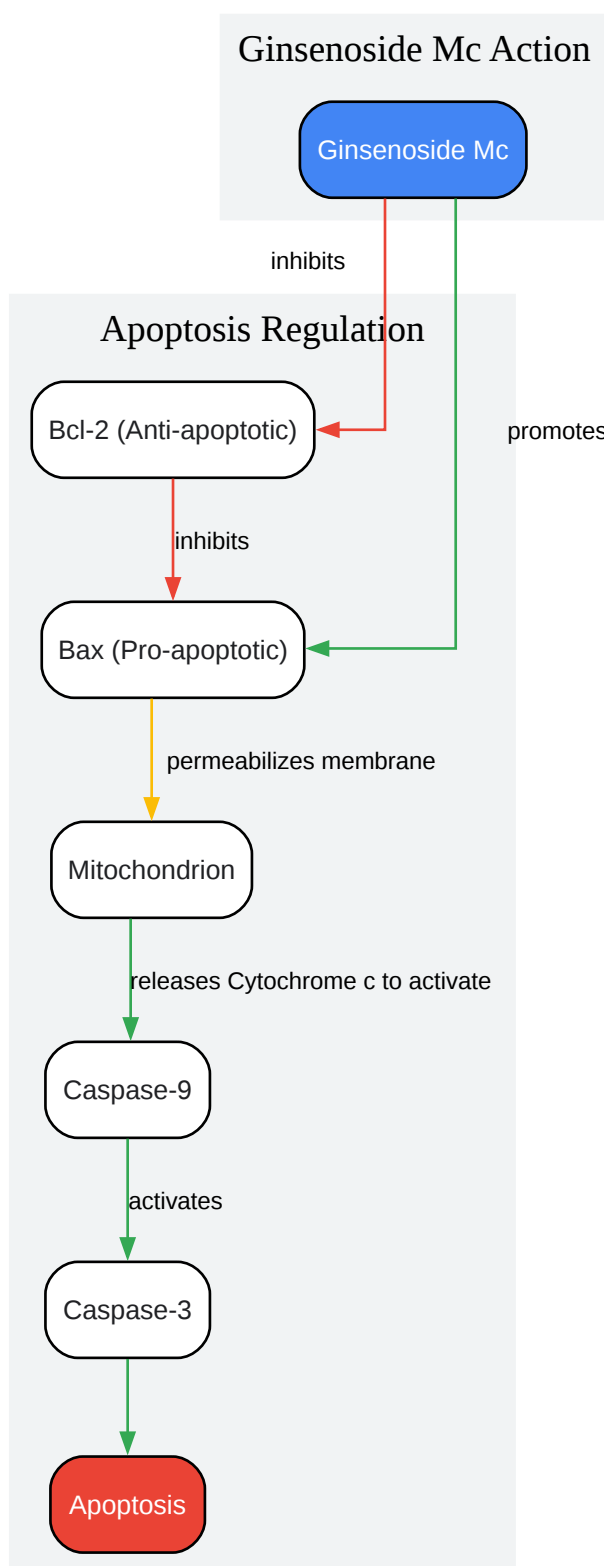 Ginsenoside Mc Action
Ginsenoside Mc
inhibits
Apoptosis Regulation
Bcl-2 (Anti-apoptotic)
promotes
inhibits
Bax (Pro-apoptotic)
permeabilizes membrane
Mitochondrion
releases Cytochrome c to activate
Caspase-9
activates
Caspase-3
Apoptosis